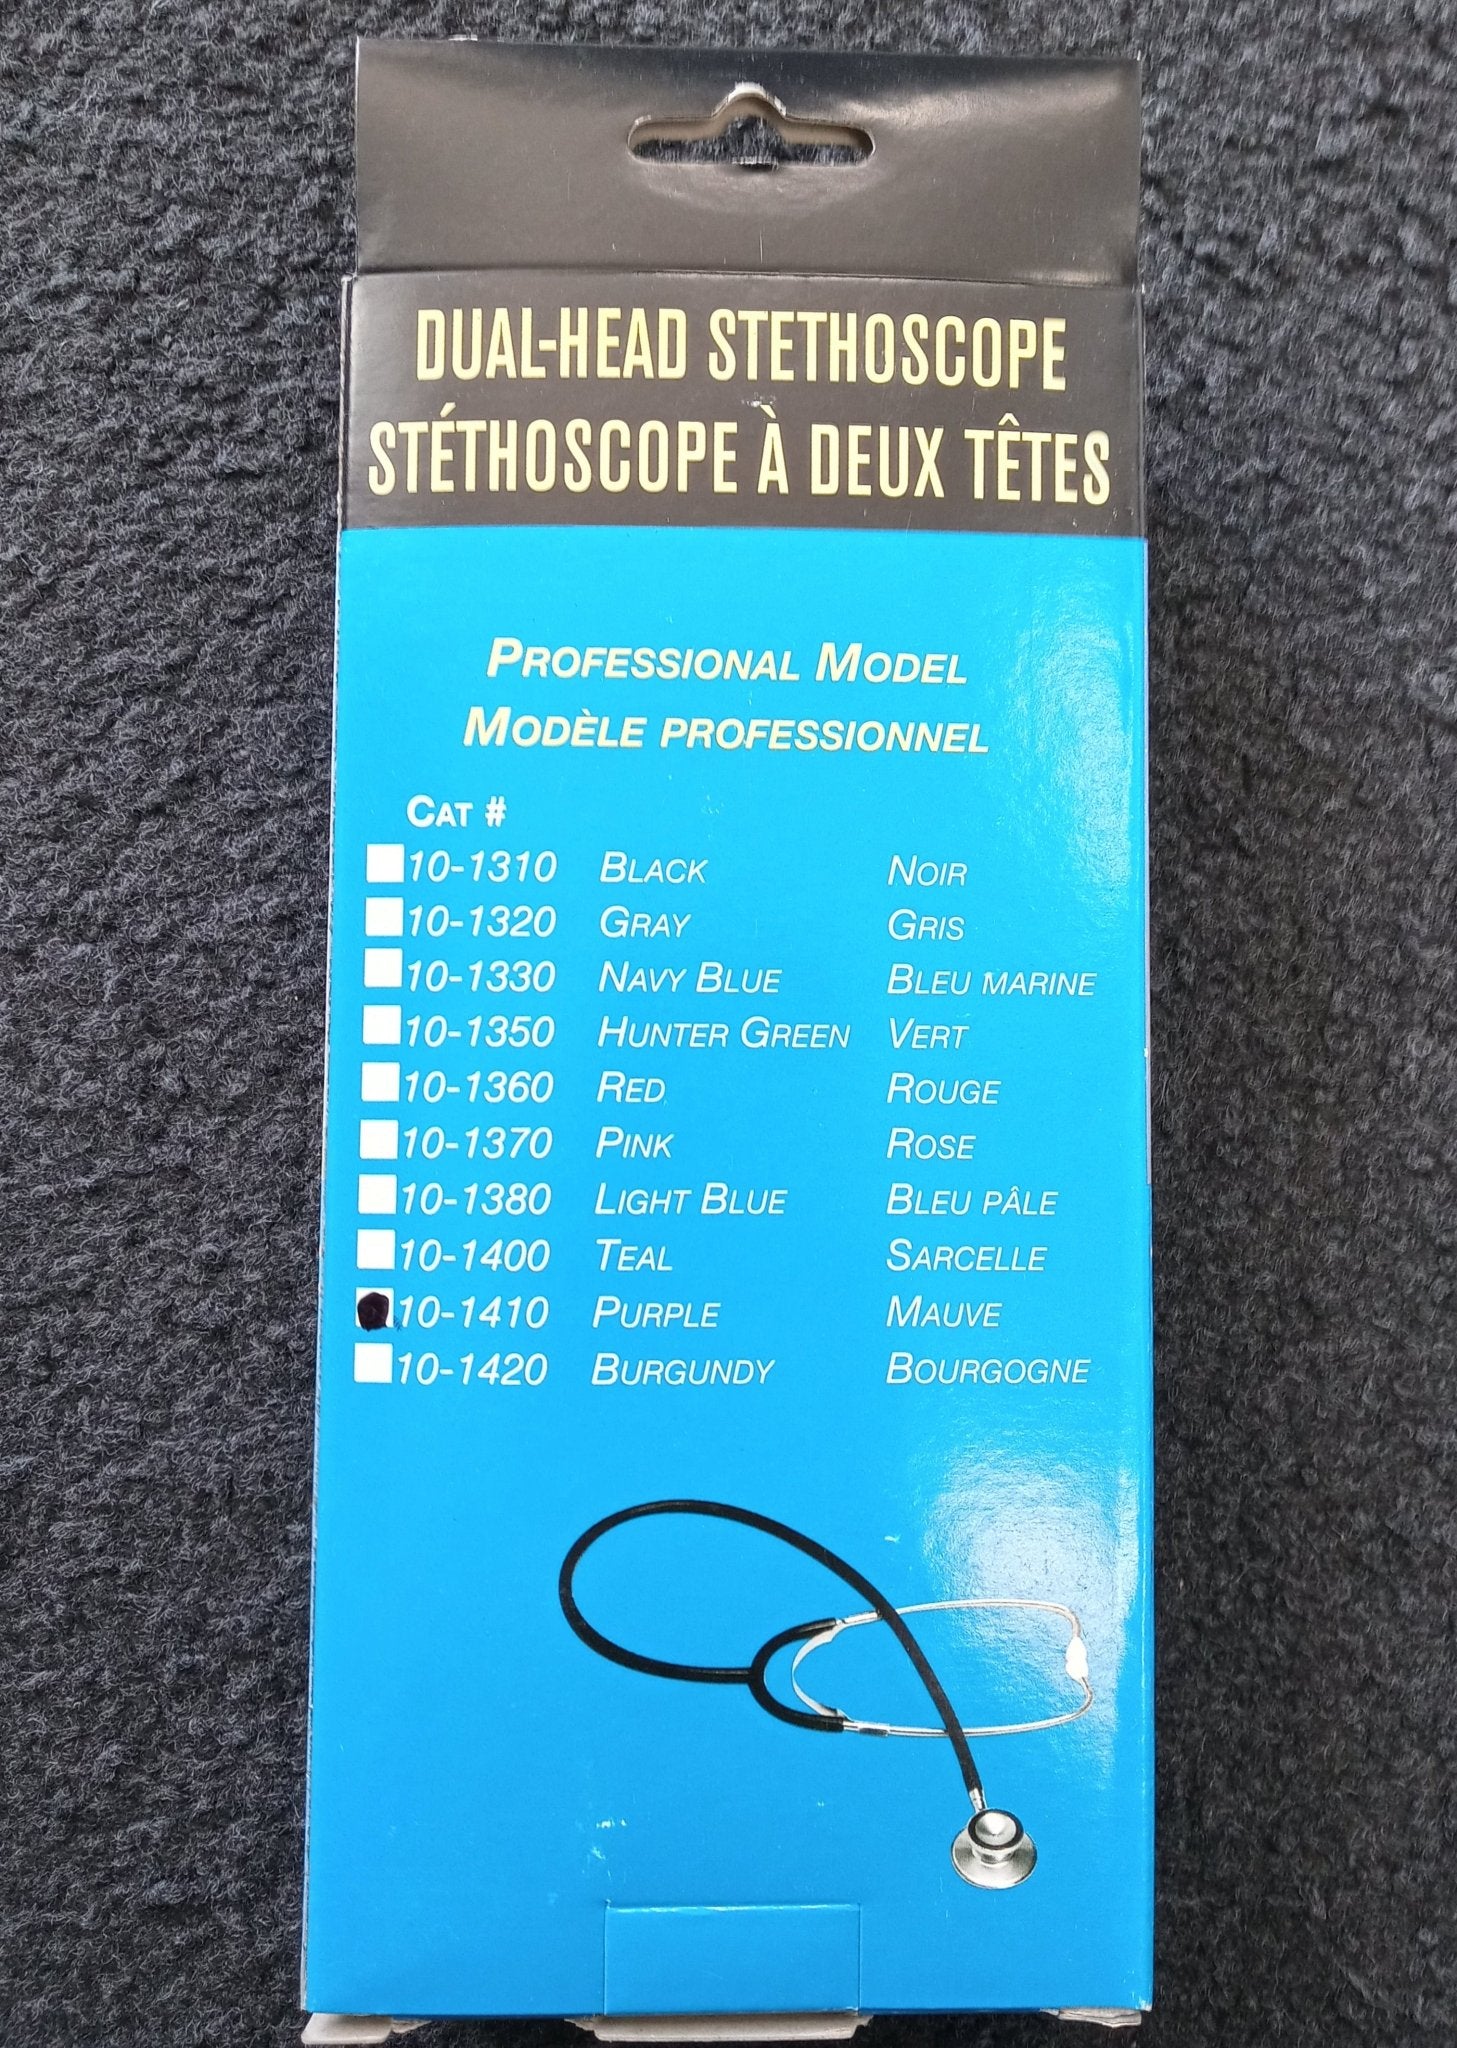 DUAL-HEAD STETHOSCOPE
STÉTHOSCOPE À DEUX TÊTES
PROFESSIONAL MODEL
MODÈLE PROFESSIONNEL
CAT #
10-1310 BLACK NOIR
10-1320 GRAY GRIS
10-1330 NAVY BLUE BLEU MARINE
10-1350 HUNTER GREEN VERT
10-1360 RED ROUGE
10-1370 PINK ROSE
10-1380 LIGHT BLUE BLEU PÂLE
10-1400 TEAL SARCELLE
10-1410 PURPLE MAUVE
10-1420 BURGUNDY BOURGOGNE